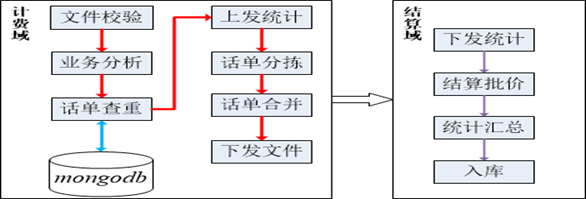 计费域
文件校验
业务分析
话单查重
mongodb
上发统计
话单分拣
话单合并
下发文件
结算域
下发统计
结算批价
统计汇总
入库